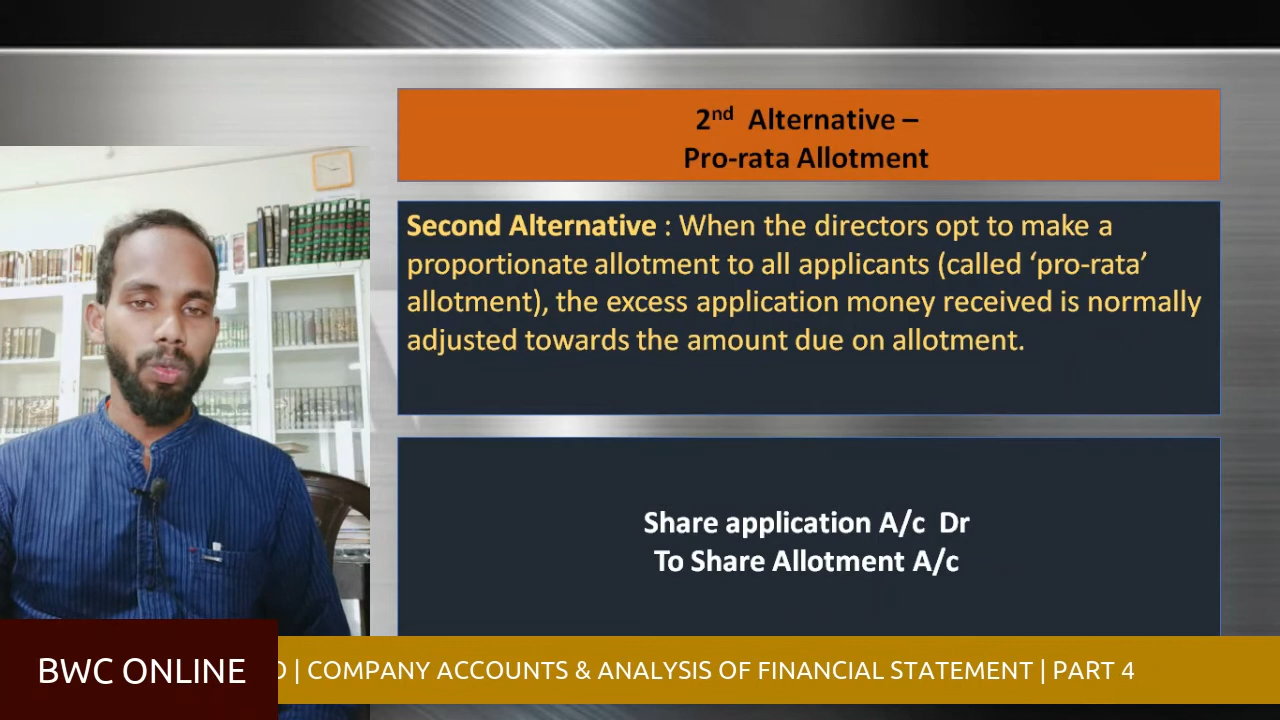 2nd Alternative –
Pro-rata Allotment
Second Alternative : When the directors opt to make a
proportionate allotment to all applicants (called ‘pro-rata’
allotment), the excess application money received is normally
adjusted towards the amount due on allotment.
Share application A/c Dr
To Share Allotment A/c
BWC ONLINE
| COMPANY ACCOUNTS & ANALYSIS OF FINANCIAL STATEMENT | PART 4